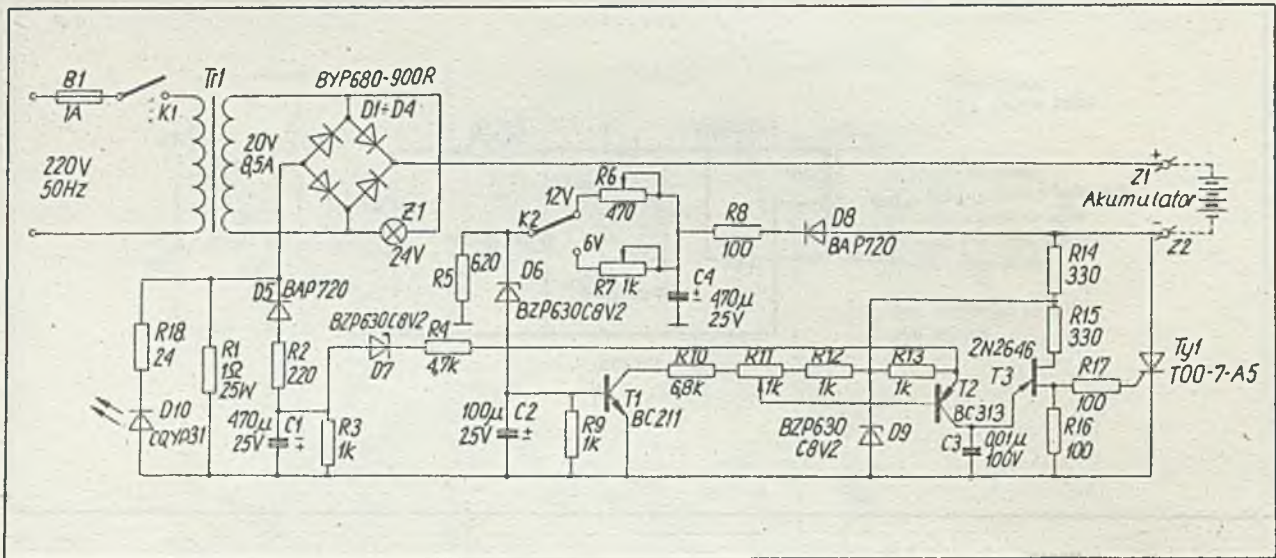 B1
1A
K1
Tr1
220V
50Hz
20V
8,5A
BYP680-900R
D1÷D4
Z1
24V
R18
24
D10
CQYP31
R1
1Ω
25W
D5
BAP720
R2
220
470µ
25V
C1
R3
1k
BZP630C8V2
D7
R4
4,7k
R5
620
K2
12V
6V
R6
470
R7 1k
D6
BZP630C8V2
C4
470µ
25V
R8
100
D8
BAP720
100µ
25V
C2
R9
1k
T1
BC211
R10
6,8k
R11
1k
R12
1k
R13
1k
BZP630
C8V2
D9
T2
BC313
C3
0,01µ
100V
2N2646
T3
R14
330
R15
330
R17
100
R16
100
Ty1
T00-7-A5
+
Z1
Akumulator
-
Z2